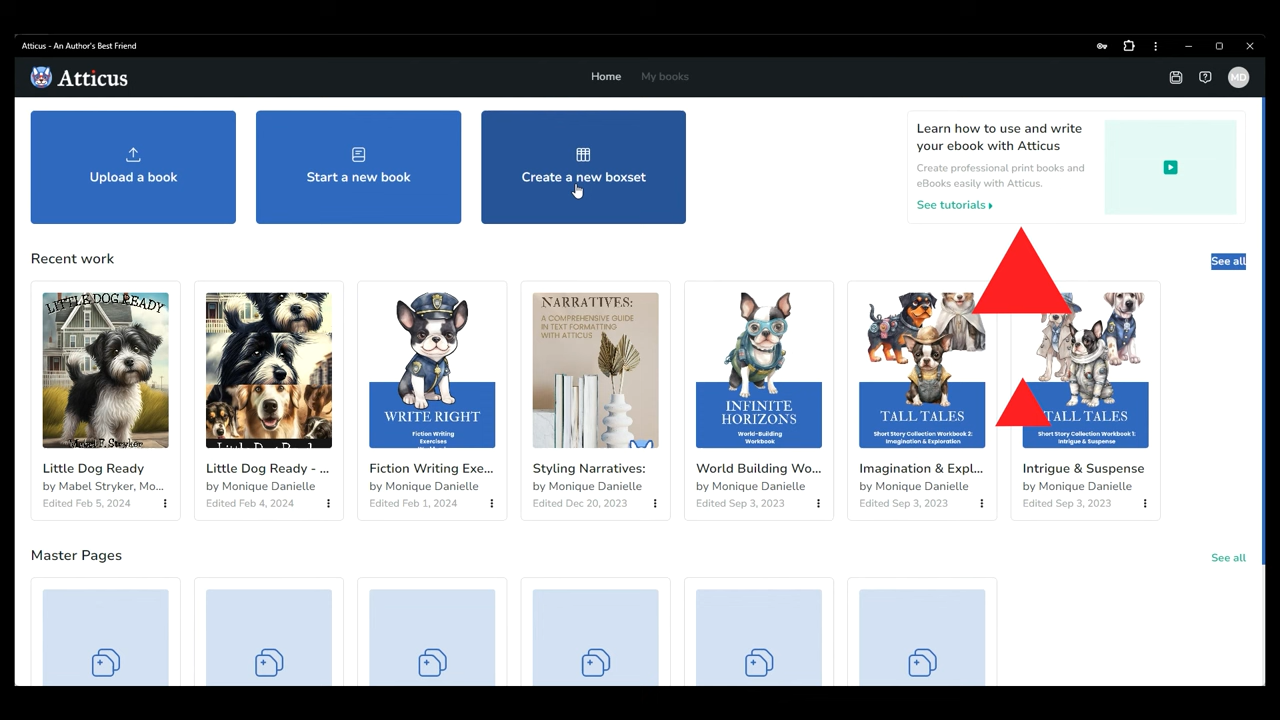 Atticus - An Author's Best Friend
Atticus
Home
My books
MD
Upload a book
Start a new book
Create a new boxset
Learn how to use and write
your ebook with Atticus
Create professional print books and
eBooks easily with Atticus.
See tutorials
Recent work
See all
LITTLE DOG READY
Mabel F. Stryker
Little Dog Ready
by Mabel Stryker, Mo...
Edited Feb 5, 2024
Little Dog Ready - ...
by Monique Danielle
Edited Feb 4, 2024
WRITE RIGHT
Fiction Writing
Exercises
Fiction Writing Exe...
by Monique Danielle
Edited Feb 1, 2024
NARRATIVES:
A COMPREHENSIVE GUIDE
IN TEXT FORMATTING
WITH ATTICUS
Styling Narratives:
by Monique Danielle
Edited Dec 20, 2023
INFINITE
HORIZONS
World-Building
Workbook
World Building Wo...
by Monique Danielle
Edited Sep 3, 2023
TALL TALES
Short Story Collection Workbook 2:
Imagination & Exploration
Imagination & Expl...
by Monique Danielle
Edited Sep 3, 2023
TALL TALES
Short Story Collection Workbook 1:
Intrigue & Suspense
Intrigue & Suspense
by Monique Danielle
Edited Sep 3, 2023
Master Pages
See all